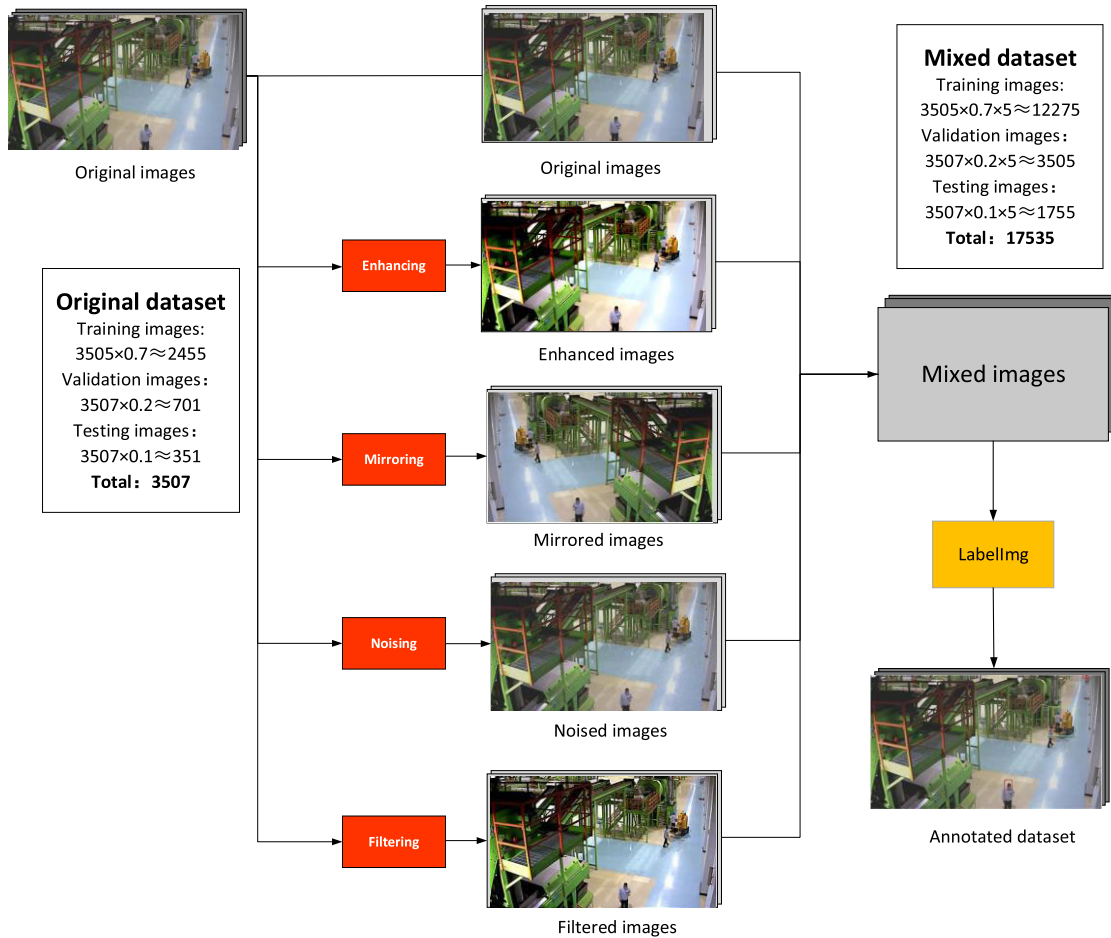 Original images
Original dataset
Training images:
3505×0.7≈2455
Validation images：
3507×0.2≈701
Testing images：
3507×0.1≈351
Total：3507
Enhancing
Mirroring
Noising
Filtering
Original images
Enhanced images
Mirrored images
Noised images
Filtered images
Mixed dataset
Training images:
3505×0.7×5≈12275
Validation images：
3507×0.2×5≈3505
Testing images：
3507×0.1×5≈1755
Total：17535
Mixed images
LabelImg
Annotated dataset